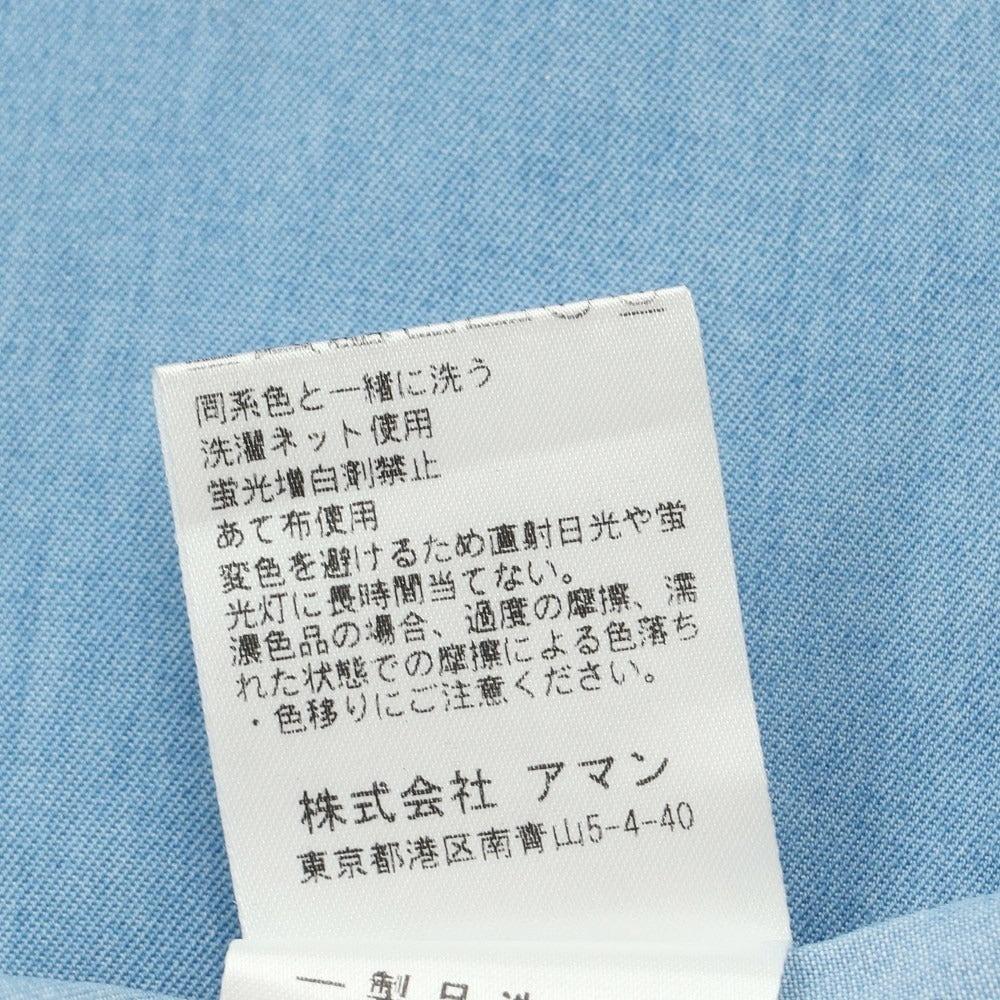 同系色と一緒に洗う
洗濯ネット使用
蛍光増白剤禁止
あて布使用
変色を避けるため直射日光や蛍
光灯に長時間当てない。
濃色品の場合、過度の摩擦、濡
れた状態での摩擦による色落ち
・色移りにご注意ください。
株式会社 アマン
東京都港区南青山5-4-40
製品洗